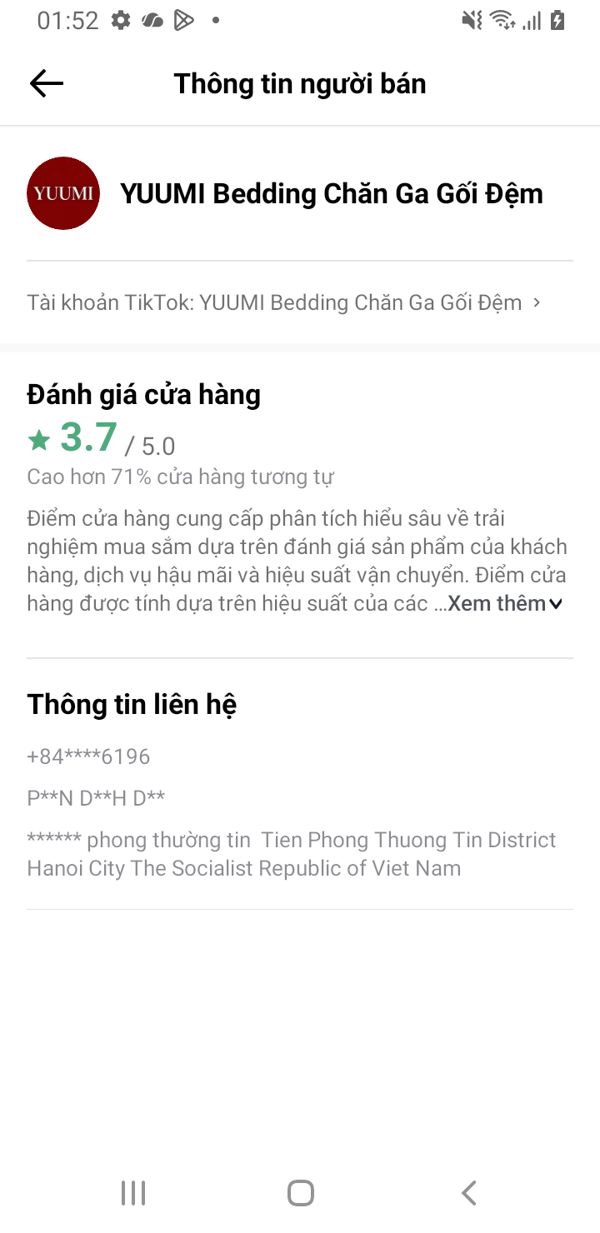 01:52
Thông tin người bán
YUUMI
YUUMI Bedding Chăn Ga Gối Đệm
Tài khoản TikTok: YUUMI Bedding Chăn Ga Gối Đệm
Đánh giá cửa hàng
3.7 / 5.0
Cao hơn 71% cửa hàng tương tự
Điểm cửa hàng cung cấp phân tích hiểu sâu về trải
nghiệm mua sắm dựa trên đánh giá sản phẩm của khách
hàng, dịch vụ hậu mãi và hiệu suất vận chuyển. Điểm cửa
hàng được tính dựa trên hiệu suất của các ...Xem thêm
Thông tin liên hệ
+84****6196
P**N D**H D**
****** phong thường tin  Tien Phong Thuong Tin District
Hanoi City The Socialist Republic of Viet Nam